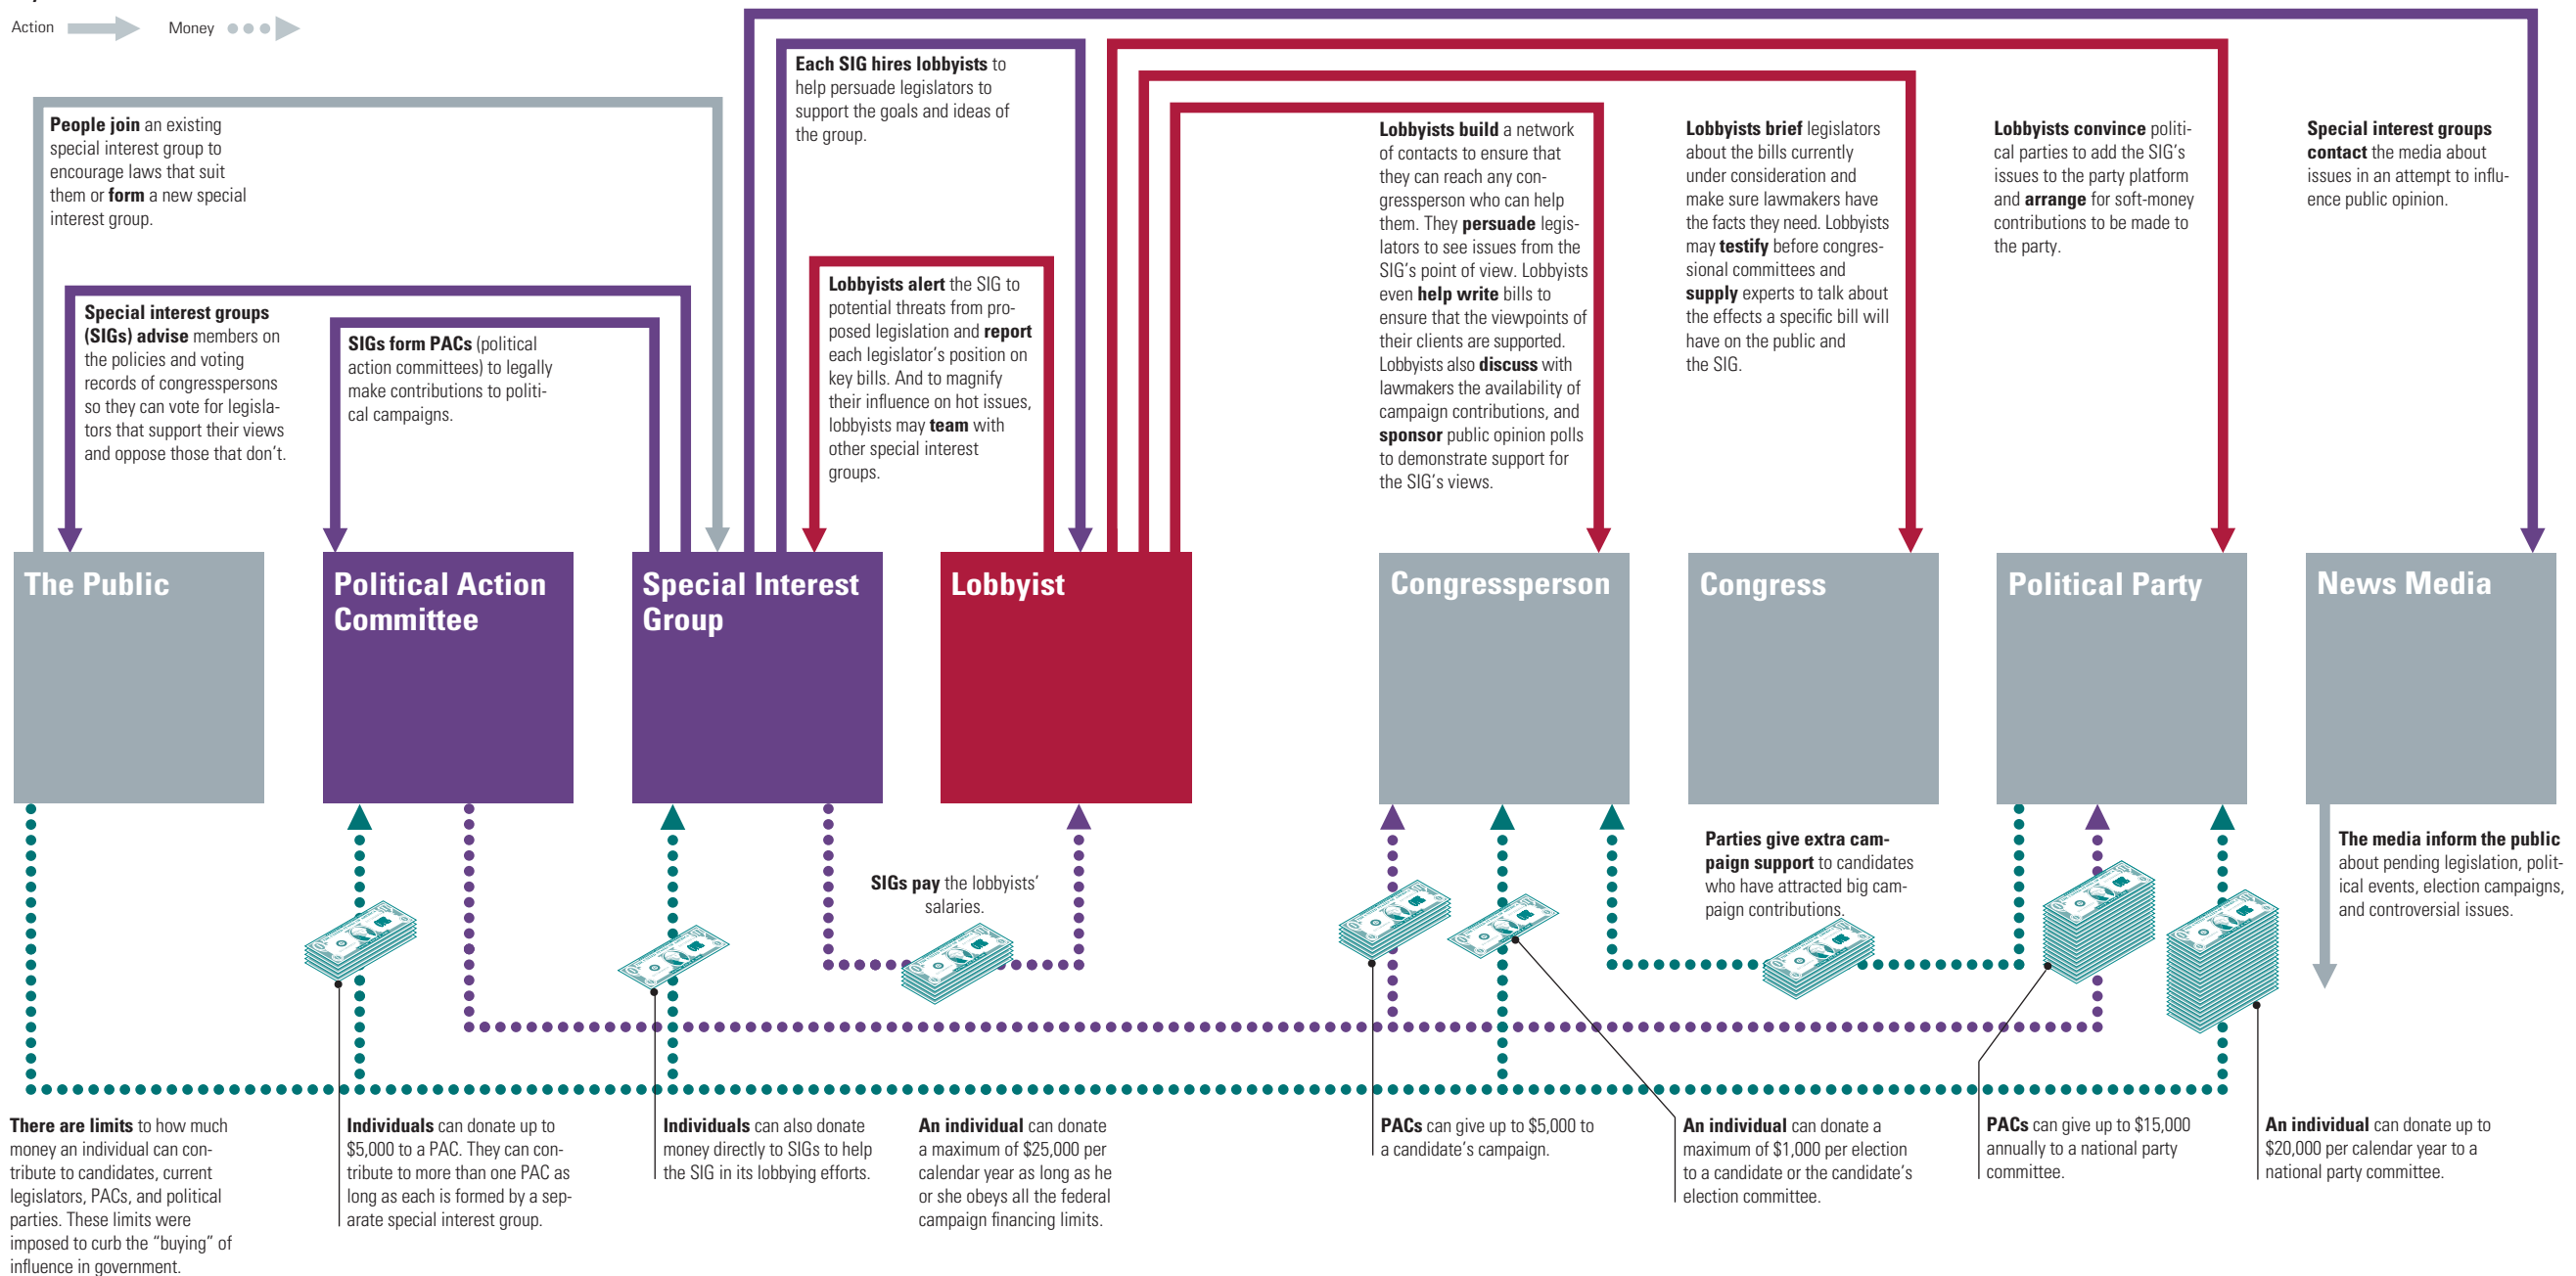 Action
Money
Each SIG hires lobbyists to
help persuade legislators to
support the goals and ideas of
the group.
People join an existing
special interest group to
encourage laws that suit
them or form a new special
interest group.
Lobbyists build a network
of contacts to ensure that
they can reach any con-
gressperson who can help
them. They persuade legis-
lators to see issues from the
SIG's point of view. Lobbyists
even help write bills to
ensure that the viewpoints of
their clients are supported.
Lobbyists also discuss with
lawmakers the availability of
campaign contributions, and
sponsor public opinion polls
to demonstrate support for
the SIG's views.
Lobbyists brief legislators
about the bills currently
under consideration and
make sure lawmakers have
the facts they need. Lobbyists
may testify before congres-
sional committees and
supply experts to talk about
the effects a specific bill will
have on the public and
the SIG.
Lobbyists convince politi-
cal parties to add the SIG's
issues to the party platform
and arrange for soft-money
contributions to be made to
the party.
Special interest groups
contact the media about
issues in an attempt to influ-
ence public opinion.
Special interest groups
(SIGs) advise members on
the policies and voting
records of congresspersons
so they can vote for legisla-
tors that support their views
and oppose those that don't.
SIGs form PACs (political
action committees) to legally
make contributions to politi-
cal campaigns.
Lobbyists alert the SIG to
potential threats from pro-
posed legislation and report
each legislator's position on
key bills. And to magnify
their influence on hot issues,
lobbyists may team with
other special interest
groups.
The Public
Political Action
Committee
Special Interest
Group
Lobbyist
Congressperson
Congress
Political Party
News Media
SIGs pay the lobbyists'
salaries.
Parties give extra cam-
paign support to candidates
who have attracted big cam-
paign contributions.
The media inform the public
about pending legislation, polit-
ical events, election campaigns,
and controversial issues.
There are limits to how much
money an individual can con-
tribute to candidates, current
legislators, PACs, and political
parties. These limits were
imposed to curb the “buying” of
influence in government.
Individuals can donate up to
$5,000 to a PAC. They can con-
tribute to more than one PAC as
long as each is formed by a sep-
arate special interest group.
Individuals can also donate
money directly to SIGs to help
the SIG in its lobbying efforts.
An individual can donate
a maximum of $25,000 per
calendar year as long as he
or she obeys all the federal
campaign financing limits.
PACs can give up to $5,000 to
a candidate's campaign.
An individual can donate a
maximum of $1,000 per election
to a candidate or the candidate's
election committee.
PACs can give up to $15,000
annually to a national party
committee.
An individual can donate up to
$20,000 per calendar year to a
national party committee.